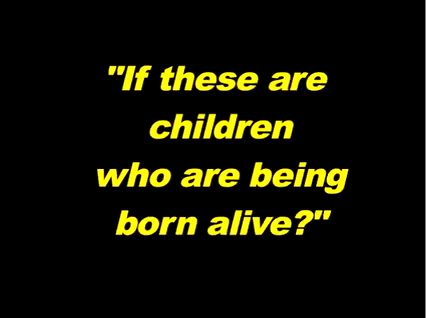 "If these are
children
who are being
born alive?"